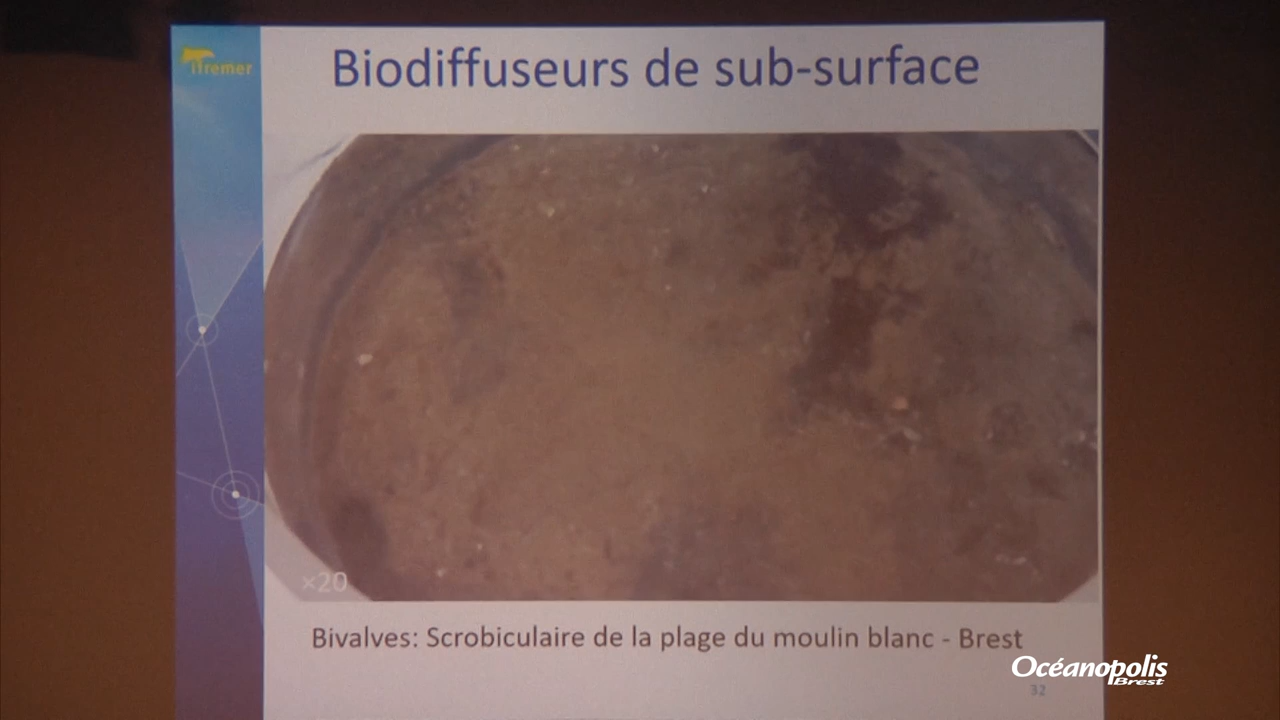 ifremer
Biodiffuseurs de sub-surface
×20
Bivalves: Scrobiculaire de la plage du moulin blanc - Brest
Océanopolis
Brest
32